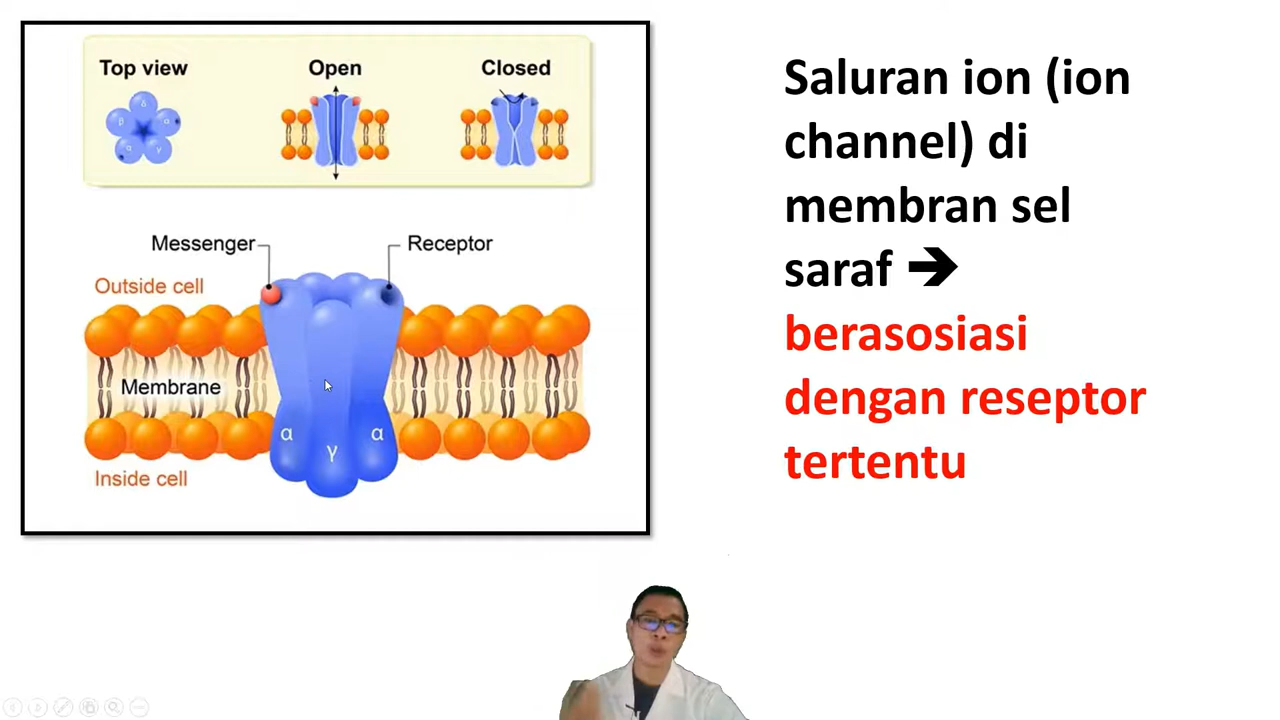 Top view
Open
Closed
δ
β
α
α
γ
Messenger
Receptor
Outside cell
Membrane
α
α
γ
Inside cell
Saluran ion (ion
channel) di
membran sel
saraf ➔
berasosiasi
dengan reseptor
tertentu